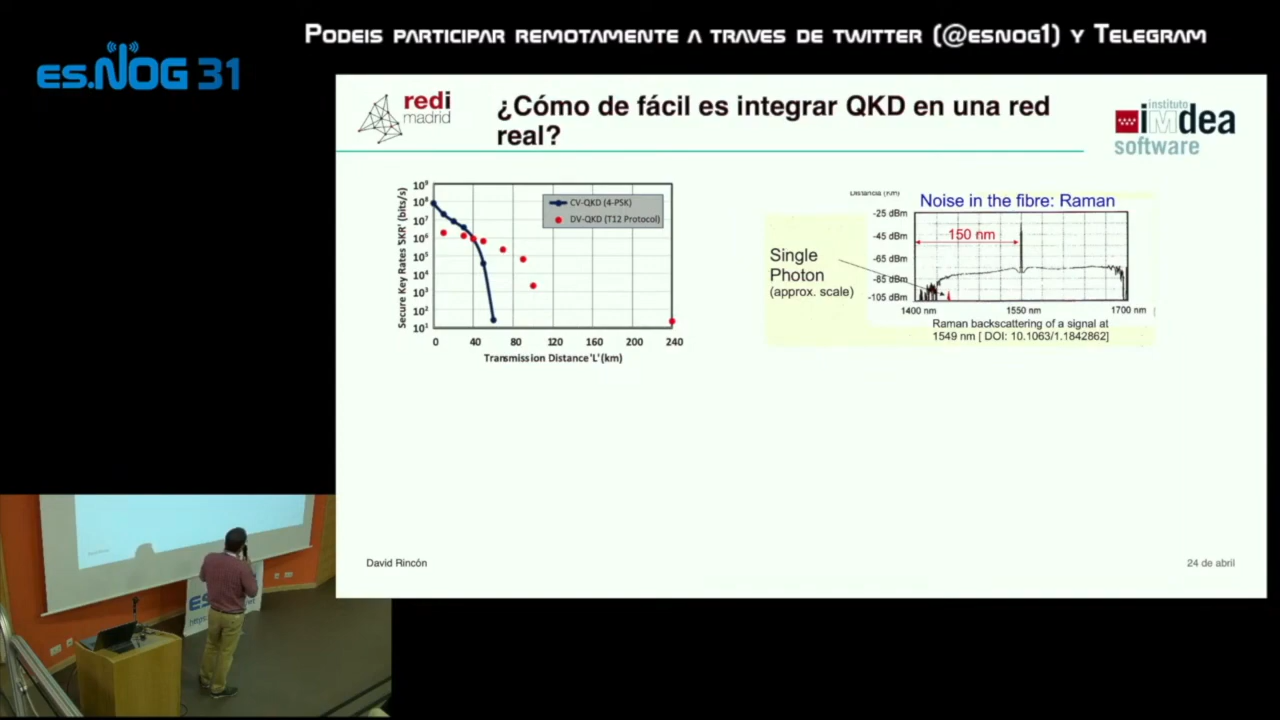 PODEIS PARTICIPAR REMOTAMENTE A TRAVES DE TWITTER (@ESNOG1) Y TELEGRAM
es.NOG 31
redi
madrid
¿Cómo de fácil es integrar QKD en una red
real?
instituto
iMdea
software
Secure Key Rates 'SKR' (bits/s)
10⁹
10⁸
10⁷
10⁶
10⁵
10⁴
10³
10²
10¹
CV-QKD (4-PSK)
DV-QKD (T12 Protocol)
0 40 80 120 160 200 240
Transmission Distance 'L' (km)
Distancia (Km)
Noise in the fibre: Raman
-25 dBm
-45 dBm
-65 dBm
-85 dBm
-105 dBm
150 nm
Single
Photon
(approx. scale)
1400 nm 1550 nm 1700 nm
Raman backscattering of a signal at
1549 nm [ DOI: 10.1063/1.1842862]
David Rincón
24 de abril
ES